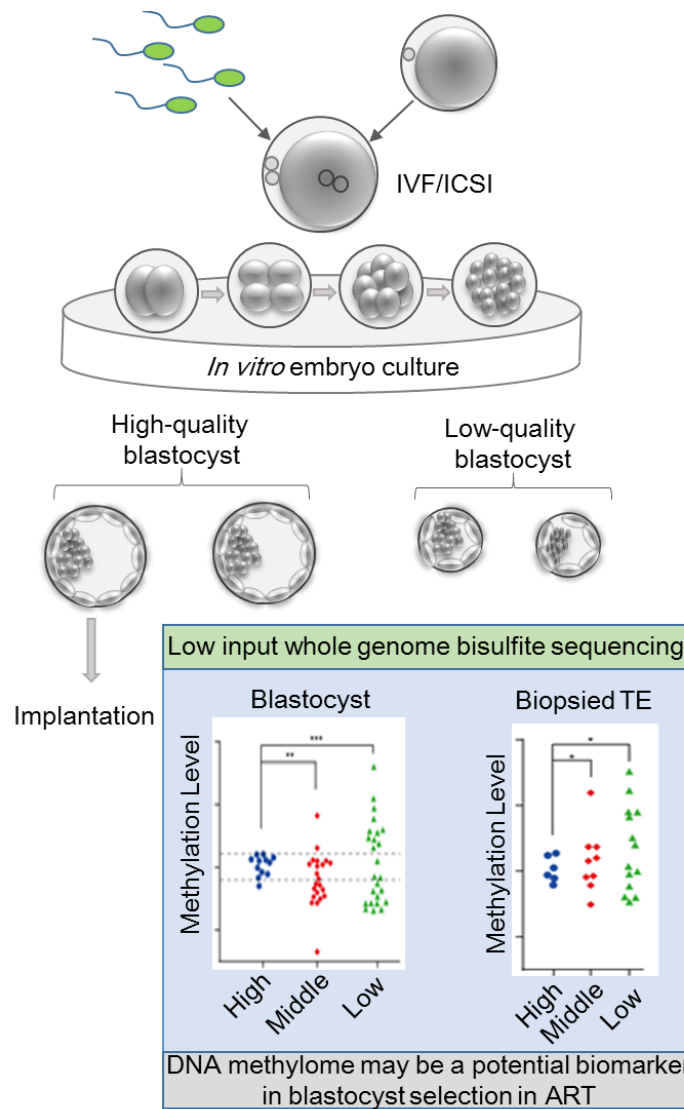 IVF/ICSI
In vitro embryo culture
High-quality
blastocyst
Low-quality
blastocyst
Implantation
Low input whole genome bisulfite sequencing
Blastocyst
Methylation Level
**
***
High
Middle
Low
Biopsied TE
Methylation Level
*
*
High
Middle
Low
DNA methylome may be a potential biomarker
in blastocyst selection in ART